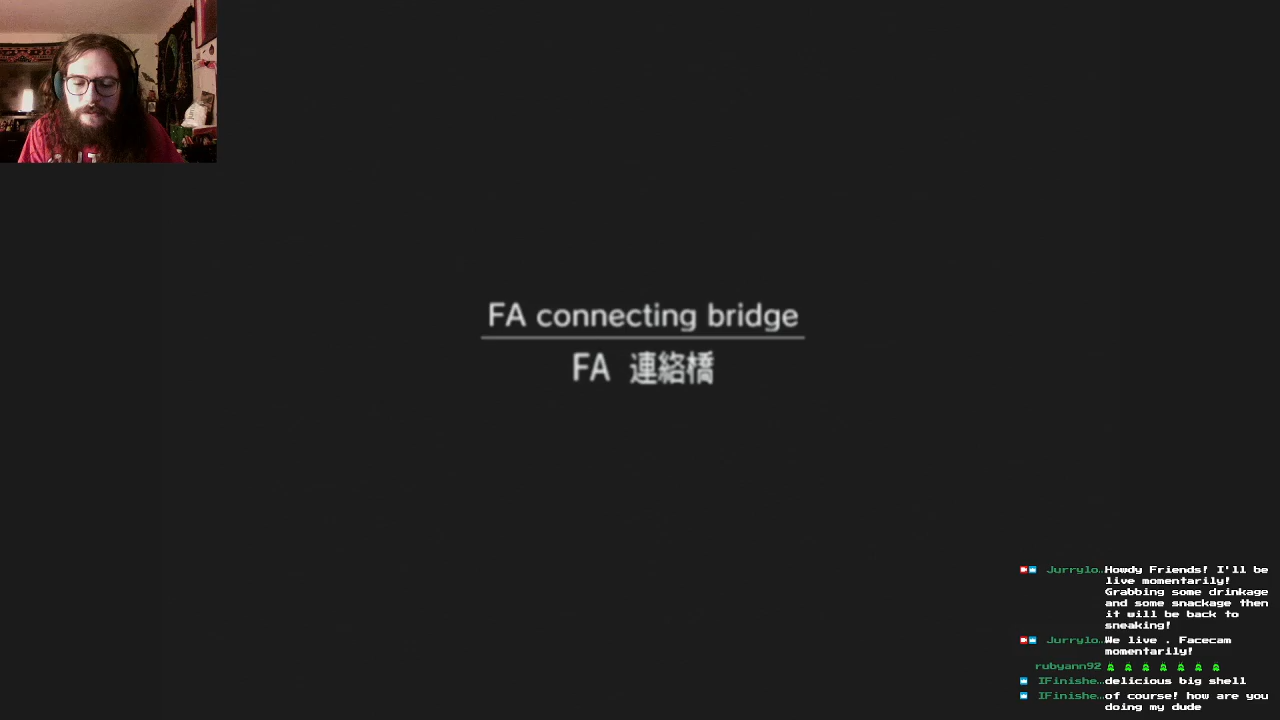 FA connecting bridge
FA 連絡橋
Jurrylo..Howdy Friends! I'll be
live momentarily!
Grabbing some drinkage
and some snackage then
it will be back to
sneaking!
Jurrylo..We live . Facecam
momentarily!
rubyann92
IFinishe..delicious big shell
IFinishe..of course! how are you
doing my dude